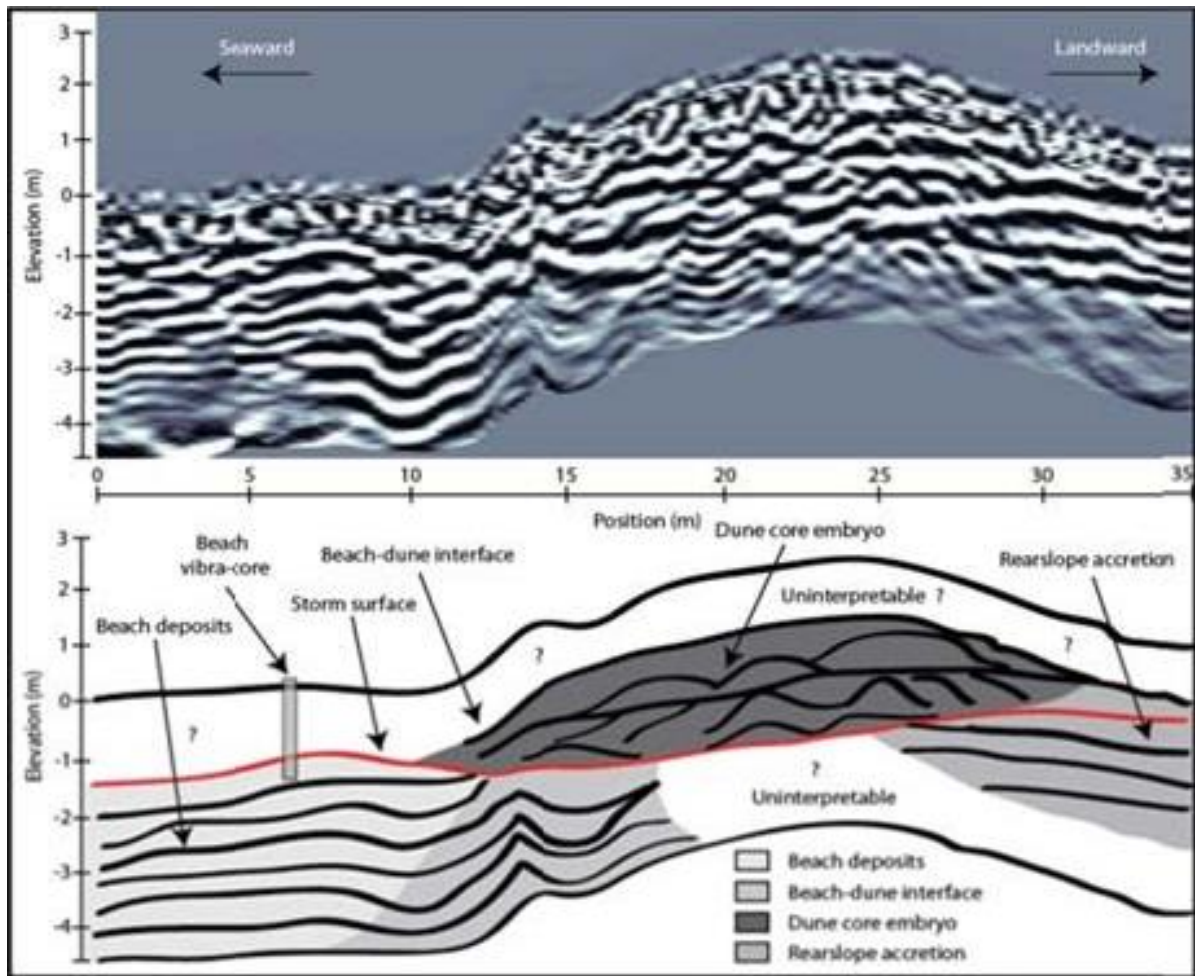 3
2
1
0
-1
-2
-3
-4
Elevation (m)
Seaward
Landward
0 5 10 15 20 25 30 35
Position (m)
3
2
1
0
-1
-2
-3
-4
Elevation (m)
Beach
vibra-core
Beach-dune interface
Dune core embryo
Rearslope accretion
Storm surface
Beach deposits
Uninterpretable ?
?
?
?
?
Uninterpretable
Beach deposits
Beach-dune interface
Dune core embryo
Rearslope accretion